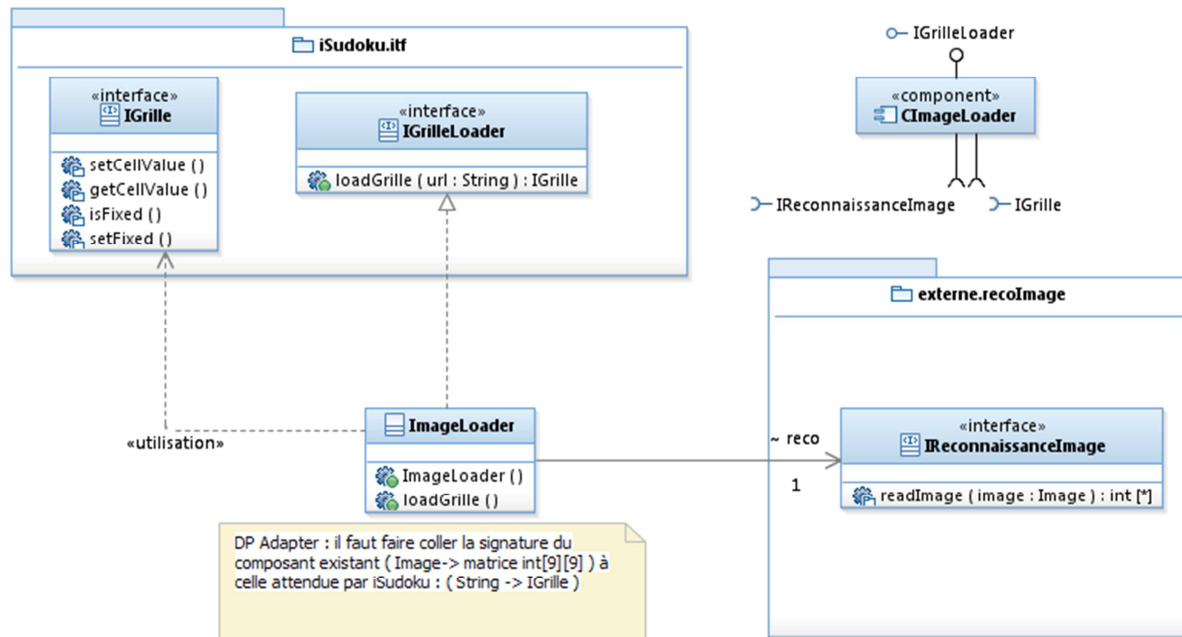 iSudoku.itf
«interface»
IGrille
setCellValue ()
getCellValue ()
isFixed ()
setFixed ()
«interface»
IGrilleLoader
loadGrille ( url : String ) : IGrille
IGrilleLoader
«component»
CImageLoader
IReconnaissanceImage
IGrille
externe.recoImage
«interface»
IReconnaissanceImage
readImage ( image : Image ) : int [*]
~ reco
1
«utilisation»
ImageLoader
ImageLoader ()
loadGrille ()
DP Adapter : il faut faire coller la signature du
composant existant ( Image-> matrice int[9][9] ) à
celle attendue par iSudoku : ( String -> IGrille )